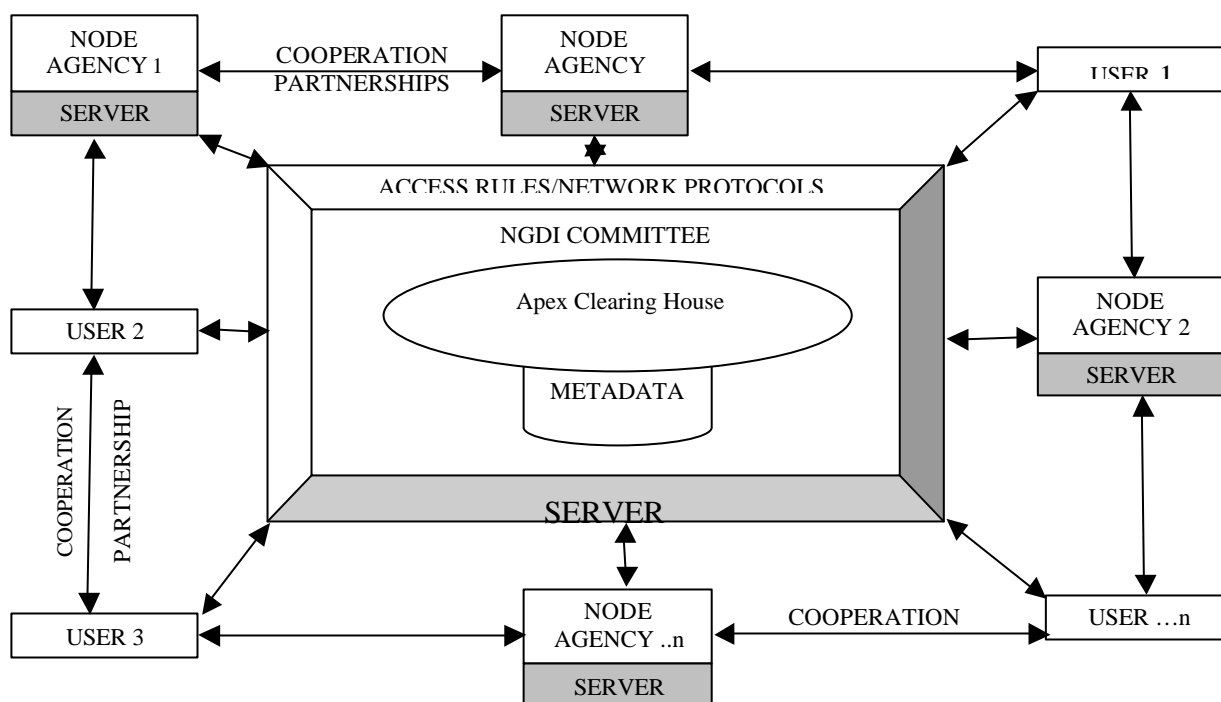 NODE
AGENCY 1
SERVER
COOPERATION
PARTNERSHIPS
NODE
AGENCY
SERVER
USER 1
ACCESS RULES/NETWORK PROTOCOLS
NGDI COMMITTEE
Apex Clearing House
METADATA
NODE
AGENCY 2
SERVER
USER 2
COOPERATION
PARTNERSHIP
SERVER
USER 3
NODE
AGENCY ..n
SERVER
COOPERATION
USER …n